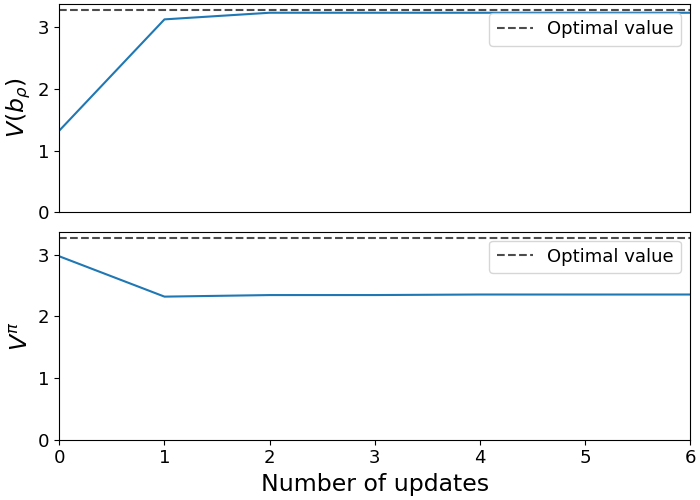 V(b_ρ)
3
2
1
0
Optimal value
V^π
3
2
1
0
Optimal value
0 1 2 3 4 5 6
Number of updates